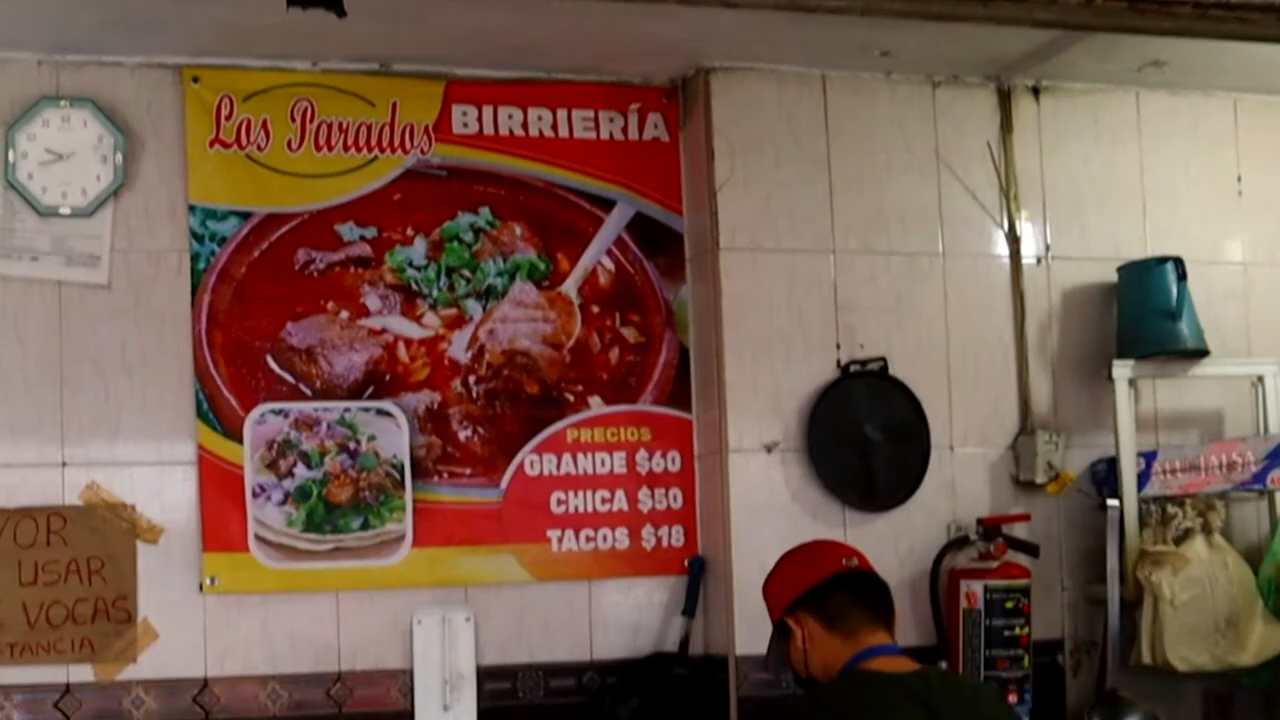 Los Parados
BIRRIERÍA
PRECIOS
GRANDE $60
CHICA $50
TACOS $18
VOR
USAR
VOCAS
TANCIA